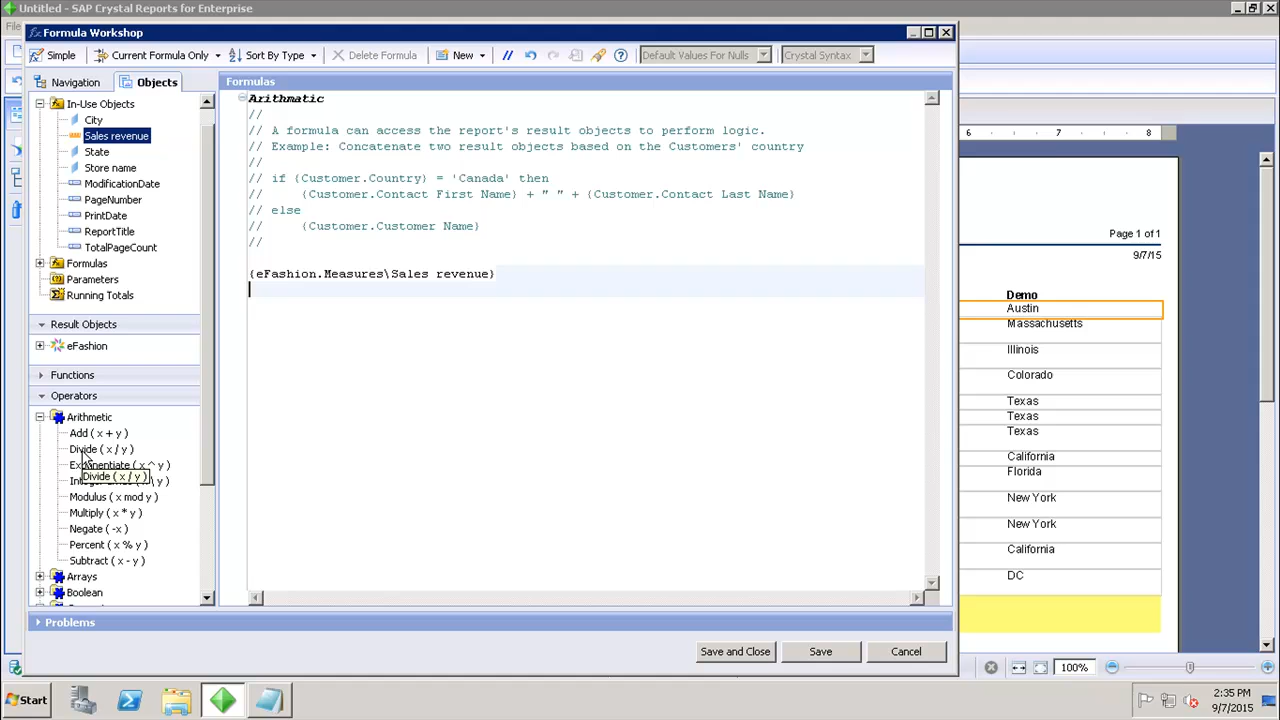 Untitled - SAP Crystal Reports for Enterprise
Formula Workshop
Simple
Current Formula Only
Sort By Type
Delete Formula
New
//
Default Values For Nulls
Crystal Syntax
Navigation
Objects
Formulas
In-Use Objects
City
Sales revenue
State
Store name
ModificationDate
PageNumber
PrintDate
ReportTitle
TotalPageCount
Formulas
Parameters
Running Totals
Result Objects
eFashion
Functions
Operators
Arithmetic
Add ( x + y )
Divide ( x / y )
Exponentiate ( x ^ y )
Divide ( x / y )
Modulus ( x mod y )
Multiply ( x * y )
Negate ( -x )
Percent ( x % y )
Subtract ( x - y )
Arrays
Boolean
Arithmatic
//
// A formula can access the report's result objects to perform logic.
// Example: Concatenate two result objects based on the Customers' country
//
// if {Customer.Country} = 'Canada' then
// {Customer.Contact First Name} + " " + {Customer.Contact Last Name}
// else
// {Customer.Customer Name}
//
{eFashion.Measures\Sales revenue}
Problems
Save and Close
Save
Cancel
6 7 8
Page 1 of 1
9/7/15
Demo
Austin
Massachusetts
Illinois
Colorado
Texas
Texas
Texas
California
Florida
New York
New York
California
DC
100%
Start
2:35 PM
9/7/2015